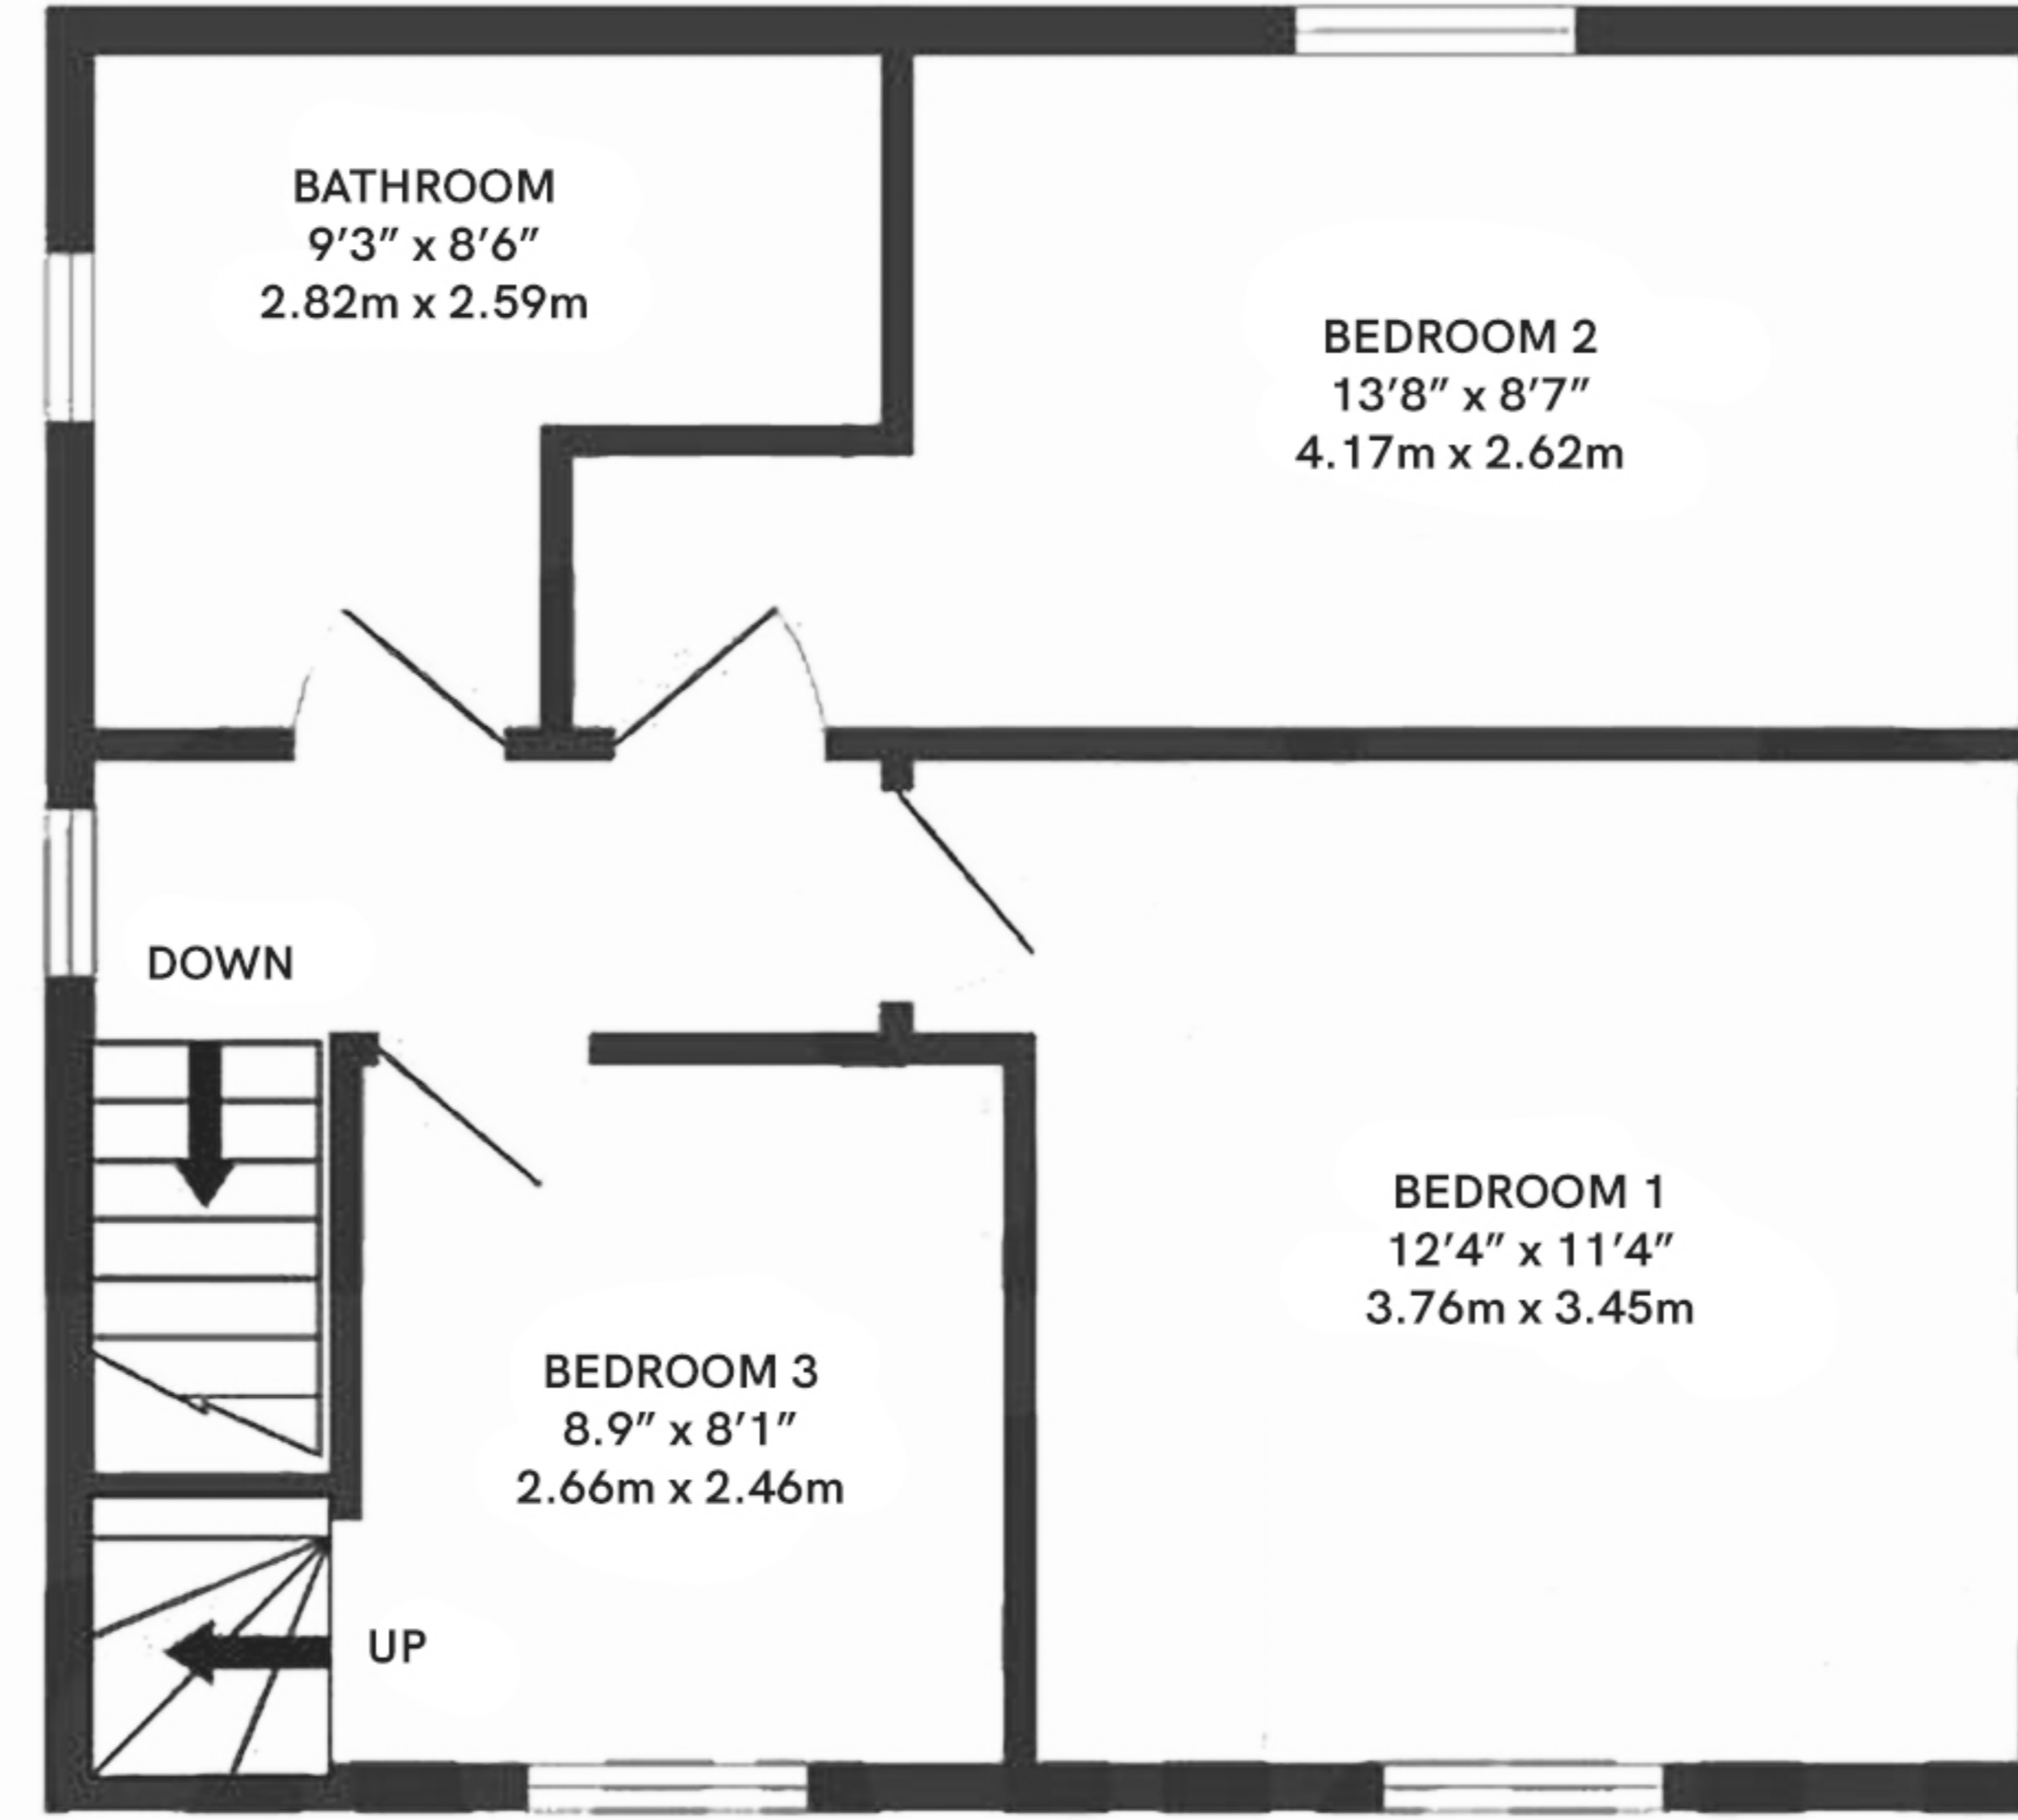 BATHROOM
9′3″ x 8′6″
2.82m x 2.59m
BEDROOM 2
13′8″ x 8′7″
4.17m x 2.62m
DOWN
BEDROOM 1
12′4″ x 11′4″
3.76m x 3.45m
BEDROOM 3
8.9″ x 8′1″
2.66m x 2.46m
UP